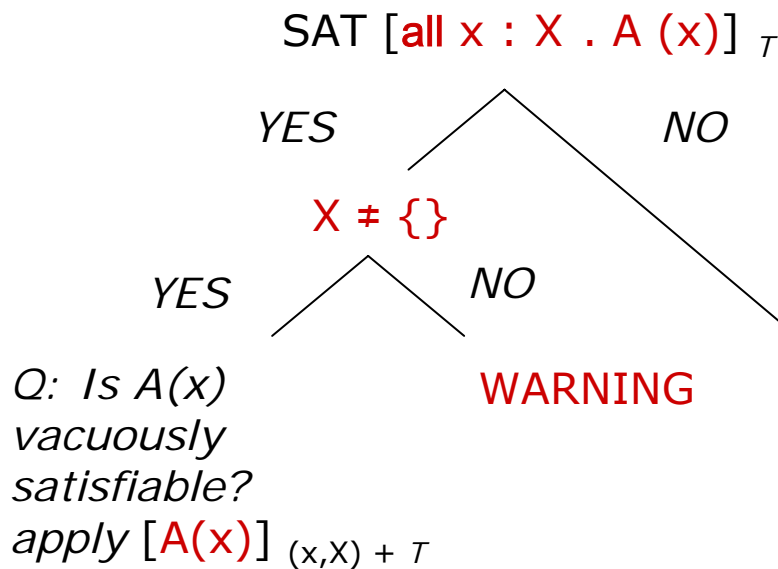 SAT [all x : X . A (x)] T
YES
NO
X ≠ {}
YES
NO
Q: Is A(x)
vacuously
satisfiable?
apply [A(x)] (x,X) + T
WARNING